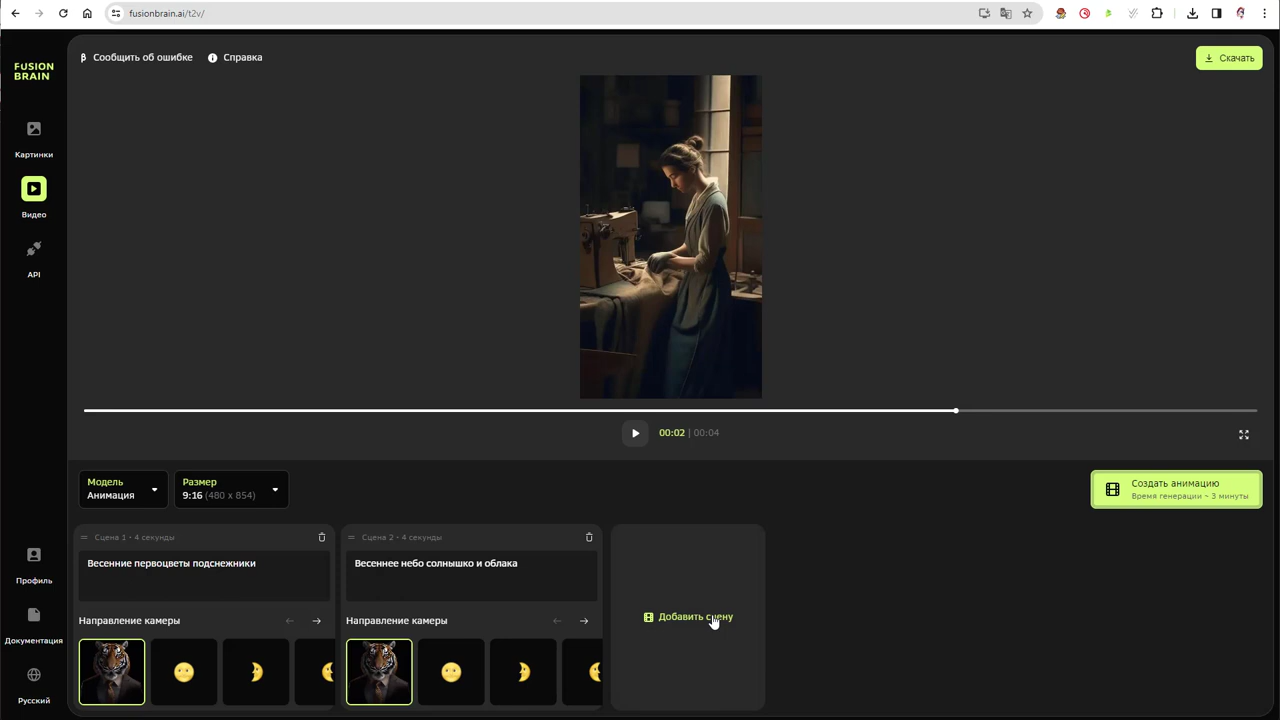 fusionbrain.ai/t2v/
FUSION
BRAIN
β Сообщить об ошибке
Справка
Скачать
Картинки
Видео
API
00:02 | 00:04
Модель
Анимация
Размер
9:16 (480 x 854)
Создать анимацию
Время генерации ~ 3 минуты
Сцена 1 - 4 секунды
Весенние первоцветы подснежники
Направление камеры
Сцена 2 - 4 секунды
Весеннее небо солнышко и облака
Направление камеры
Добавить сцену
Профиль
Документация
Русский